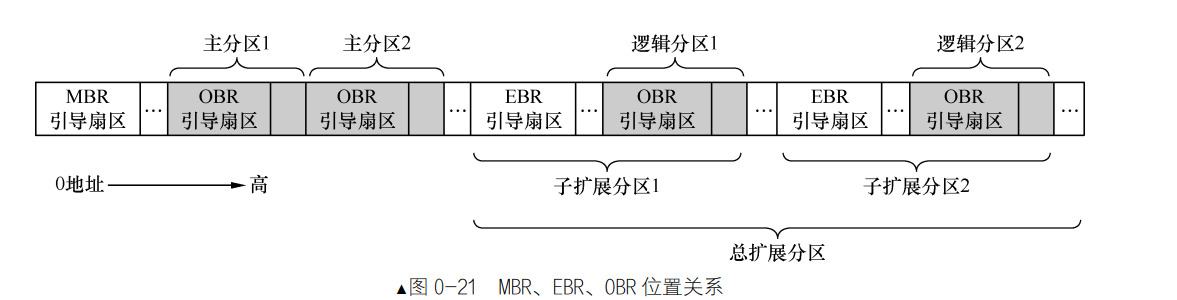 主分区1 主分区2 逻辑分区1 逻辑分区2
MBR … OBR OBR … EBR … OBR … EBR … OBR …
引导扇区 引导扇区 引导扇区 引导扇区 引导扇区 引导扇区 引导扇区
0地址 高 子扩展分区1 子扩展分区2
总扩展分区
▲图 0-21 MBR、EBR、OBR 位置关系